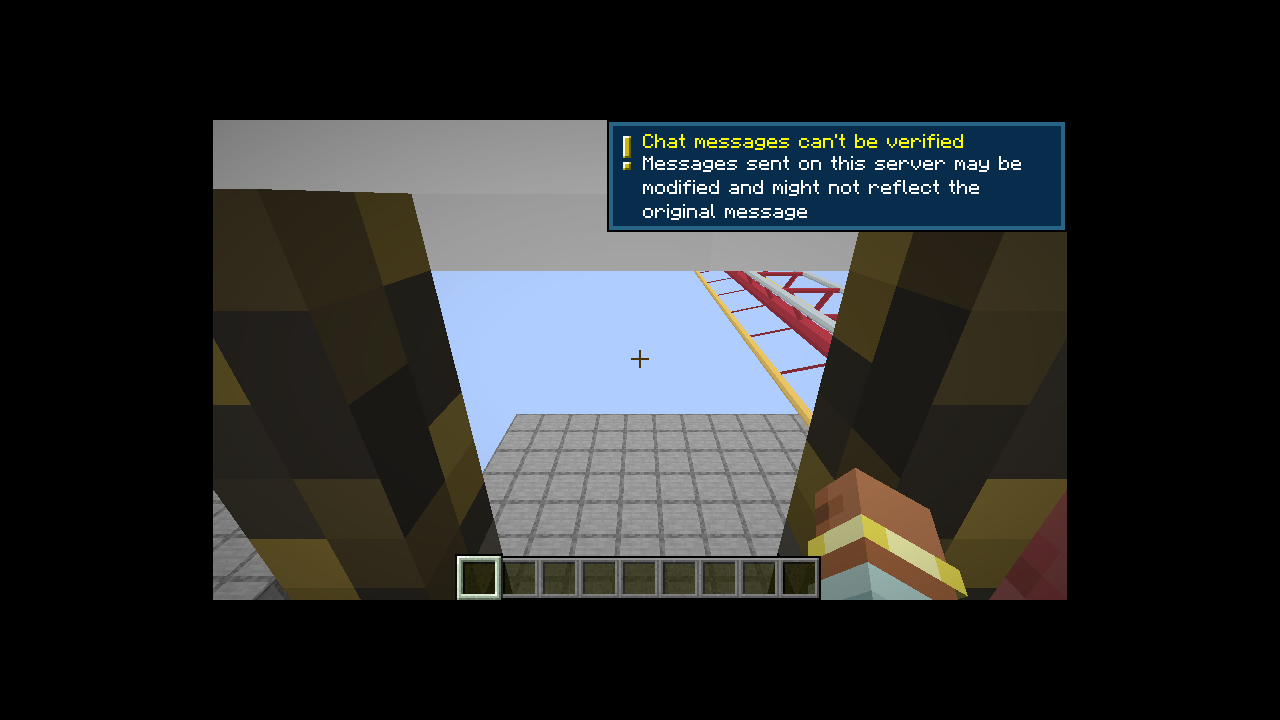 Chat messages can't be verified
Messages sent on this server may be
modified and might not reflect the
original message